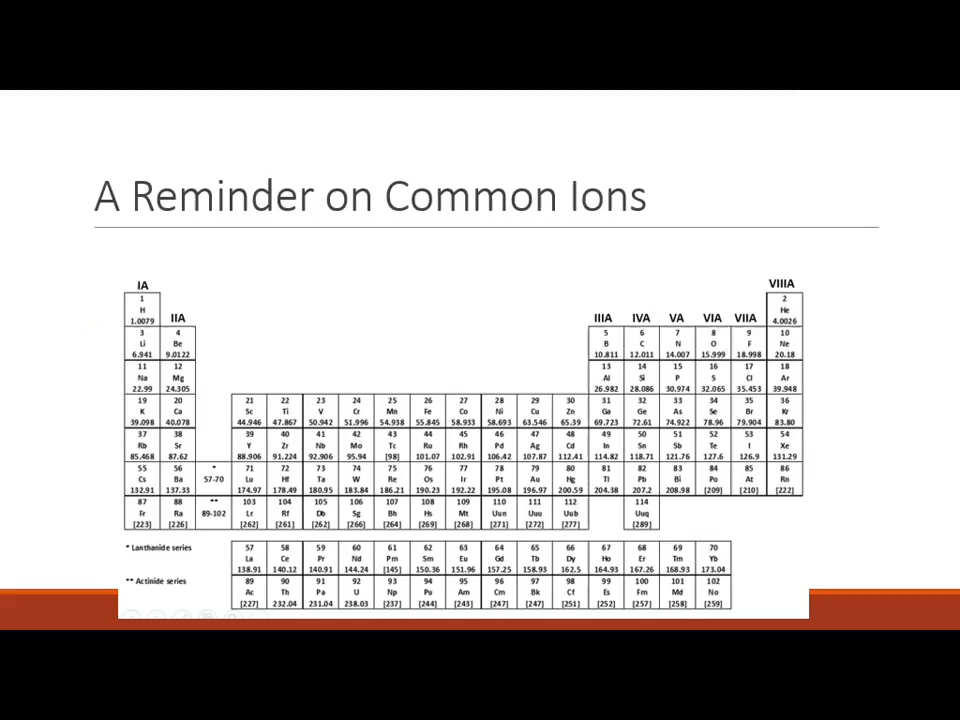 A Reminder on Common Ions
IA VIIIA
1 2
H IIA IIIA IVA VA VIA VIIA He
1.0079 4.0026
3 4 5 6 7 8 9 10
Li Be B C N O F Ne
6.941 9.0122 10.811 12.011 14.007 15.999 18.998 20.18
11 12 13 14 15 16 17 18
Na Mg Al Si P S Cl Ar
22.99 24.305 26.982 28.086 30.974 32.065 35.453 39.948
19 20 21 22 23 24 25 26 27 28 29 30 31 32 33 34 35 36
K Ca Sc Ti V Cr Mn Fe Co Ni Cu Zn Ga Ge As Se Br Kr
39.098 40.078 44.946 47.867 50.942 51.996 54.938 55.845 58.933 58.693 63.546 65.39 69.723 72.61 74.922 78.96 79.904 83.80
37 38 39 40 41 42 43 44 45 46 47 48 49 50 51 52 53 54
Rb Sr Y Zr Nb Mo Tc Ru Rh Pd Ag Cd In Sn Sb Te I Xe
85.468 87.62 88.906 91.224 92.906 95.94 [98] 101.07 102.91 106.42 107.87 112.41 114.82 118.71 121.76 127.6 126.9 131.29
55 56 * 71 72 73 74 75 76 77 78 79 80 81 82 83 84 85 86
Cs Ba 57-70 Lu Hf Ta W Re Os Ir Pt Au Hg Tl Pb Bi Po At Rn
132.91 137.33 174.97 178.49 180.95 183.84 186.21 190.23 192.22 195.08 196.97 200.59 204.38 207.2 208.98 [209] [210] [222]
87 88 ** 103 104 105 106 107 108 109 110 111 112 114
Fr Ra 89-102 Lr Rf Db Sg Bh Hs Mt Uun Uuu Uub Uuq
[223] [226] [262] [261] [262] [266] [264] [269] [268] [271] [272] [277] [289]
* Lanthanide series 57 58 59 60 61 62 63 64 65 66 67 68 69 70
La Ce Pr Nd Pm Sm Eu Gd Tb Dy Ho Er Tm Yb
138.91 140.12 140.91 144.24 [145] 150.36 151.96 157.25 158.93 162.5 164.93 167.26 168.93 173.04
** Actinide series 89 90 91 92 93 94 95 96 97 98 99 100 101 102
Ac Th Pa U Np Pu Am Cm Bk Cf Es Fm Md No
[227] 232.04 231.04 238.03 [237] [244] [243] [247] [247] [251] [252] [257] [258] [259]